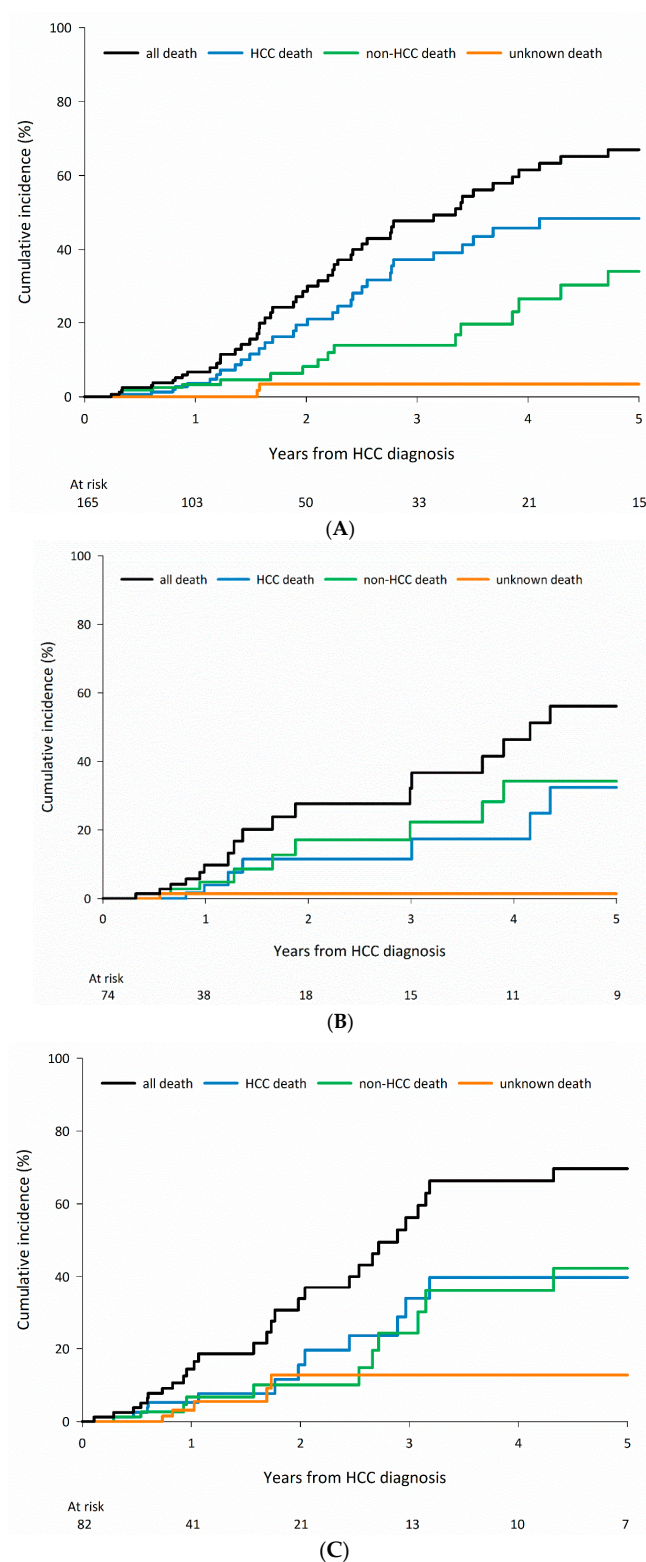 100
all death HCC death non-HCC death unknown death
80
60
40
20
0
Cumulative incidence (%)
0 1 2 3 4 5
Years from HCC diagnosis
At risk
165 103 50 33 21 15
(A)
100
all death HCC death non-HCC death unknown death
80
60
40
20
0
Cumulative incidence (%)
0 1 2 3 4 5
Years from HCC diagnosis
At risk
74 38 18 15 11 9
(B)
100
all death HCC death non-HCC death unknown death
80
60
40
20
0
Cumulative incidence (%)
0 1 2 3 4 5
Years from HCC diagnosis
At risk
82 41 21 13 10 7
(C)